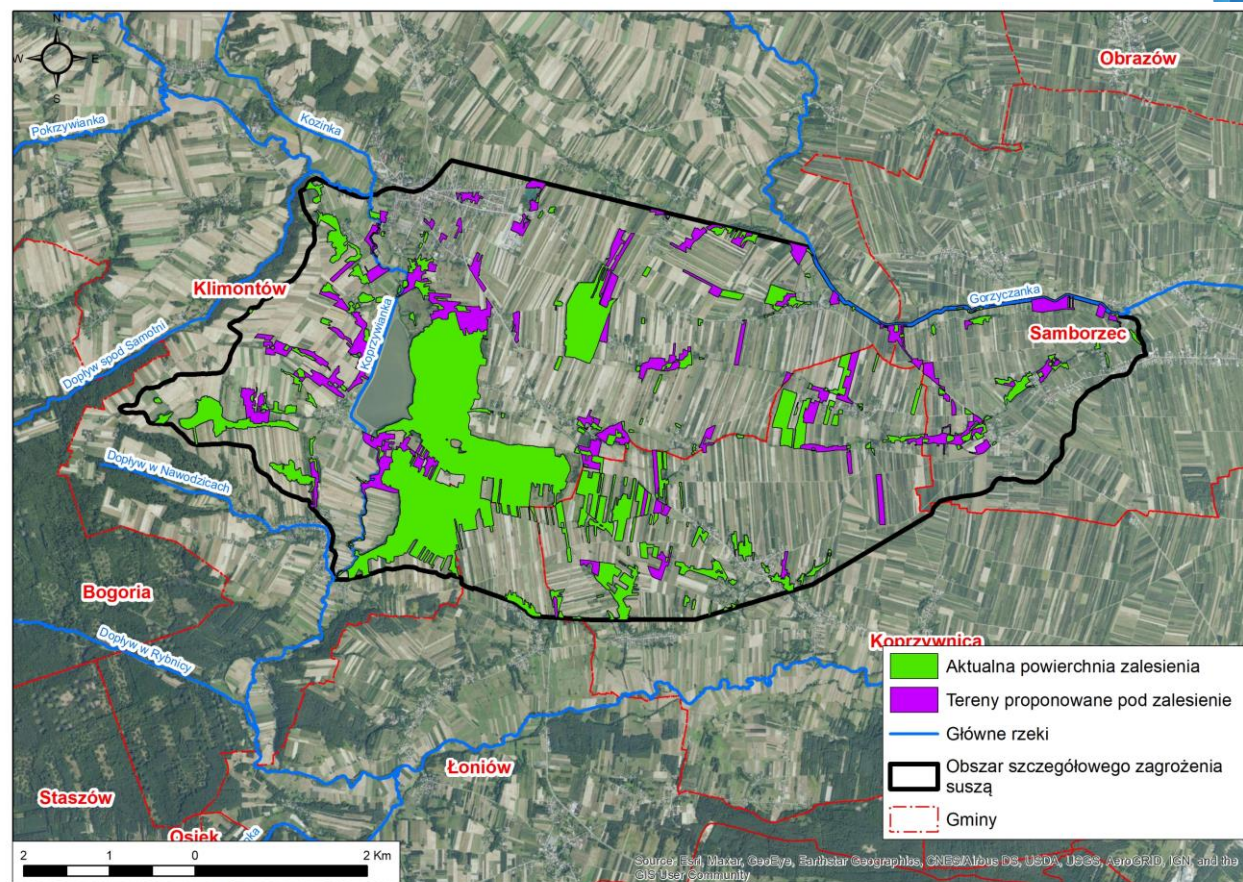 N
W
E
S
Obrazów
Pokrzywianka
Kozinka
Klimontów
Koprzywianka
Gorzyczanka
Samborzec
Dopływ spod Samotni
Dopływ w Nawodzicach
Bogoria
Dopływ w Rybnicy
Koprzywnica
Aktualna powierchnia zalesienia
Tereny proponowane pod zalesienie
Główne rzeki
Obszar szczegółowego zagrożenia
suszą
Gminy
Łoniów
Staszów
Osiek
2 1 0 2 Km
Source: Esri, Maxar, GeoEye, Earthstar Geographics, CNES/Airbus DS, USDA, USGS, AeroGRID, IGN, and the
GIS User Community